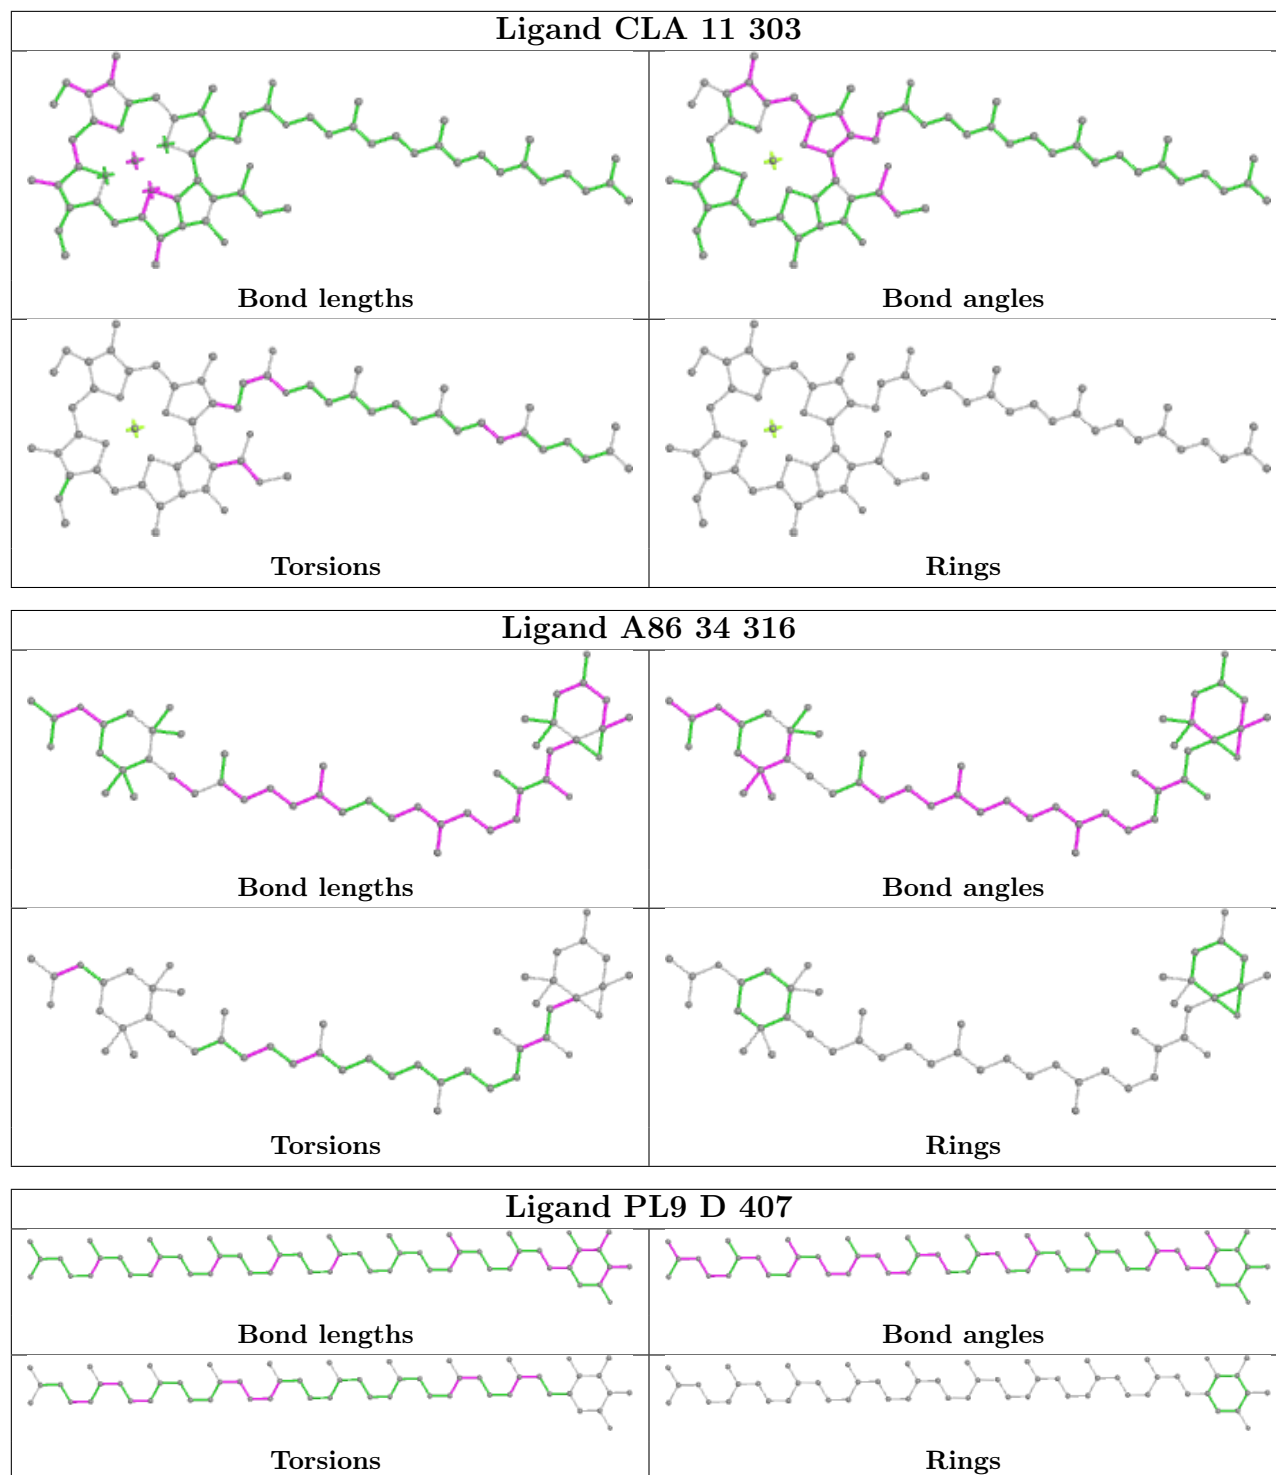 Ligand CLA 11 303
Bond lengths
Bond angles
Torsions
Rings
Ligand A86 34 316
Bond lengths
Bond angles
Torsions
Rings
Ligand PL9 D 407
Bond lengths
Bond angles
Torsions
Rings